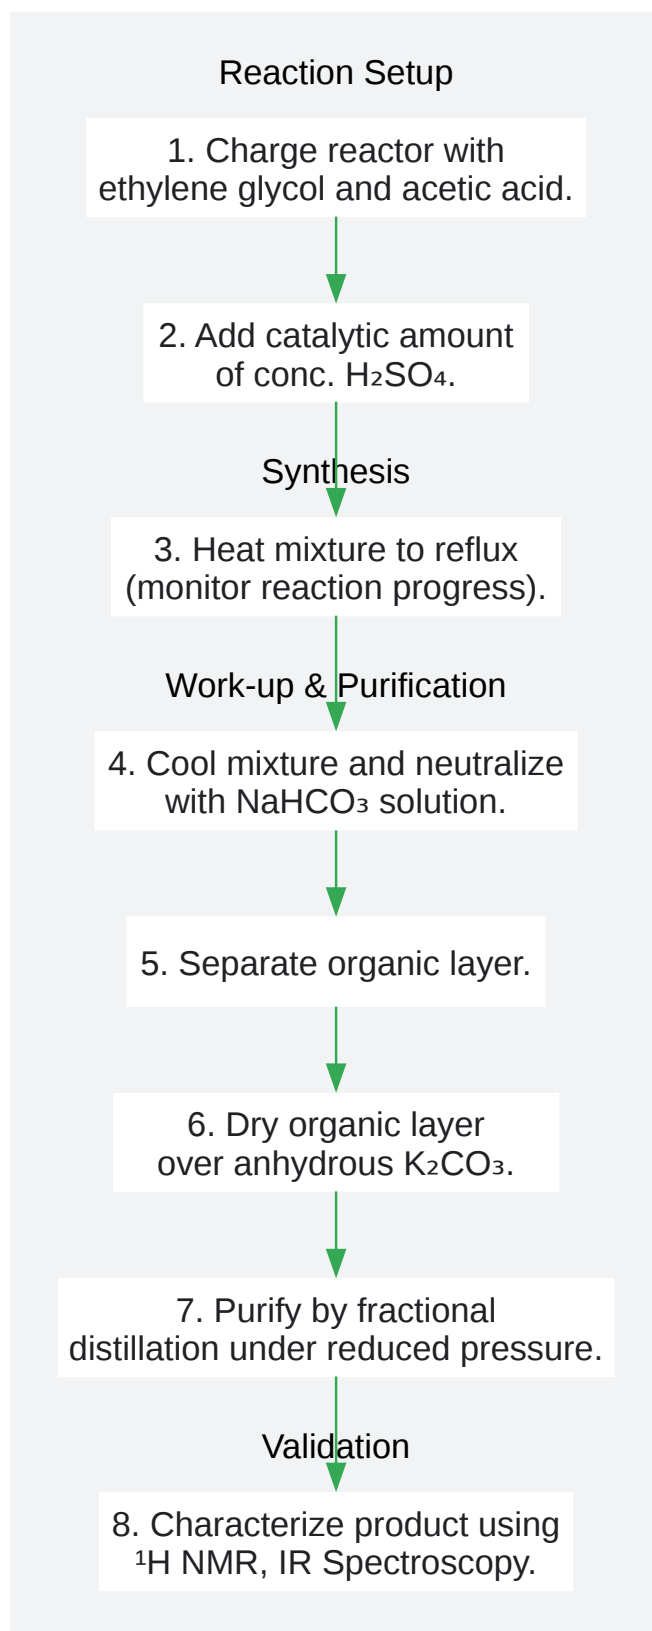 Reaction Setup
1. Charge reactor with
ethylene glycol and acetic acid.
2. Add catalytic amount
of conc. H₂SO₄.
Synthesis
3. Heat mixture to reflux
(monitor reaction progress).
Work-up & Purification
4. Cool mixture and neutralize
with NaHCO₃ solution.
5. Separate organic layer.
6. Dry organic layer
over anhydrous K₂CO₃.
7. Purify by fractional
distillation under reduced pressure.
Validation
8. Characterize product using
¹H NMR, IR Spectroscopy.